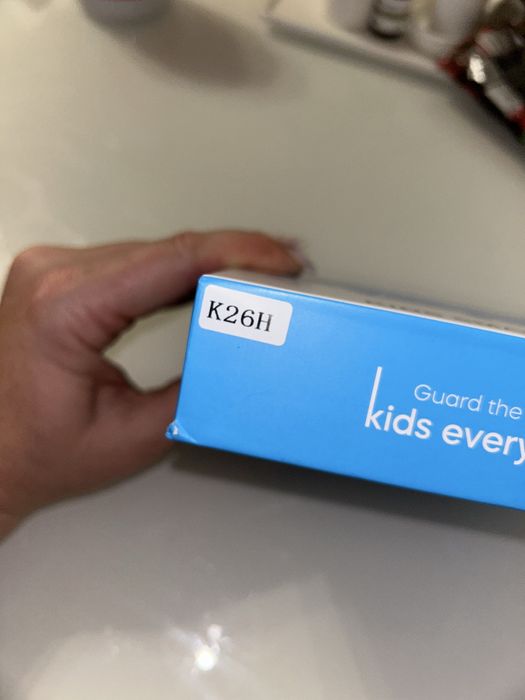 K26H
Guard the
kids every